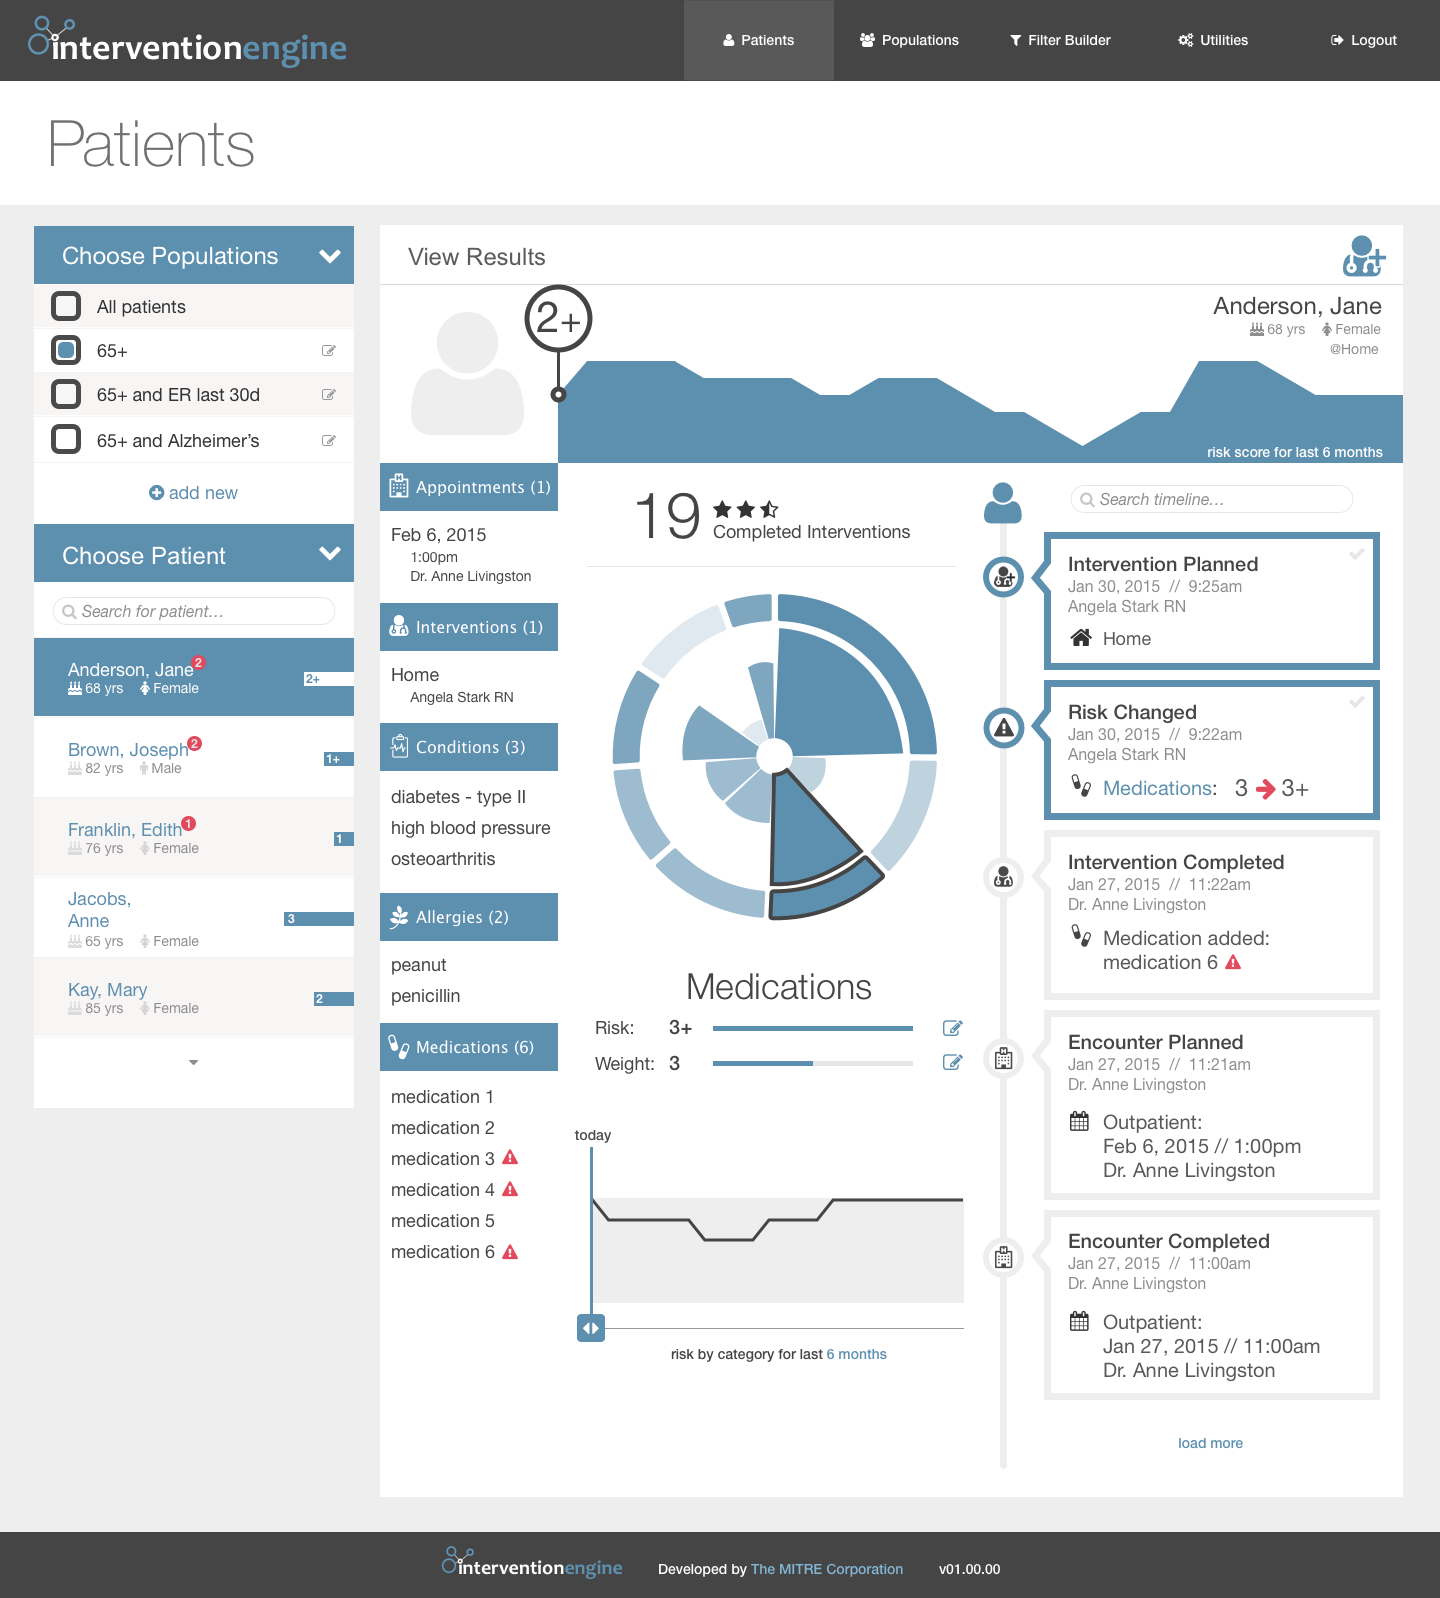 interventionengine
Patients
Populations
Filter Builder
Utilities
Logout
Patients
Choose Populations
All patients
65+
65+ and ER last 30d
65+ and Alzheimer’s
add new
Choose Patient
Search for patient…
Anderson, Jane 2
68 yrs Female
2+
Brown, Joseph 2
82 yrs Male
1+
Franklin, Edith 1
76 yrs Female
1
Jacobs,
Anne
65 yrs Female
3
Kay, Mary
85 yrs Female
2
View Results
2+
Anderson, Jane
68 yrs Female
@Home
risk score for last 6 months
Appointments (1)
Feb 6, 2015
1:00pm
Dr. Anne Livingston
Interventions (1)
Home
Angela Stark RN
Conditions (3)
diabetes - type II
high blood pressure
osteoarthritis
Allergies (2)
peanut
penicillin
Medications (6)
medication 1
medication 2
medication 3
medication 4
medication 5
medication 6
19
Completed Interventions
Medications
Risk: 3+
Weight: 3
today
risk by category for last 6 months
Search timeline…
Intervention Planned
Jan 30, 2015 // 9:25am
Angela Stark RN
Home
Risk Changed
Jan 30, 2015 // 9:22am
Angela Stark RN
Medications: 3 3+
Intervention Completed
Jan 27, 2015 // 11:22am
Dr. Anne Livingston
Medication added:
medication 6
Encounter Planned
Jan 27, 2015 // 11:21am
Dr. Anne Livingston
Outpatient:
Feb 6, 2015 // 1:00pm
Dr. Anne Livingston
Encounter Completed
Jan 27, 2015 // 11:00am
Dr. Anne Livingston
Outpatient:
Jan 27, 2015 // 11:00am
Dr. Anne Livingston
load more
interventionengine
Developed by The MITRE Corporation
v01.00.00